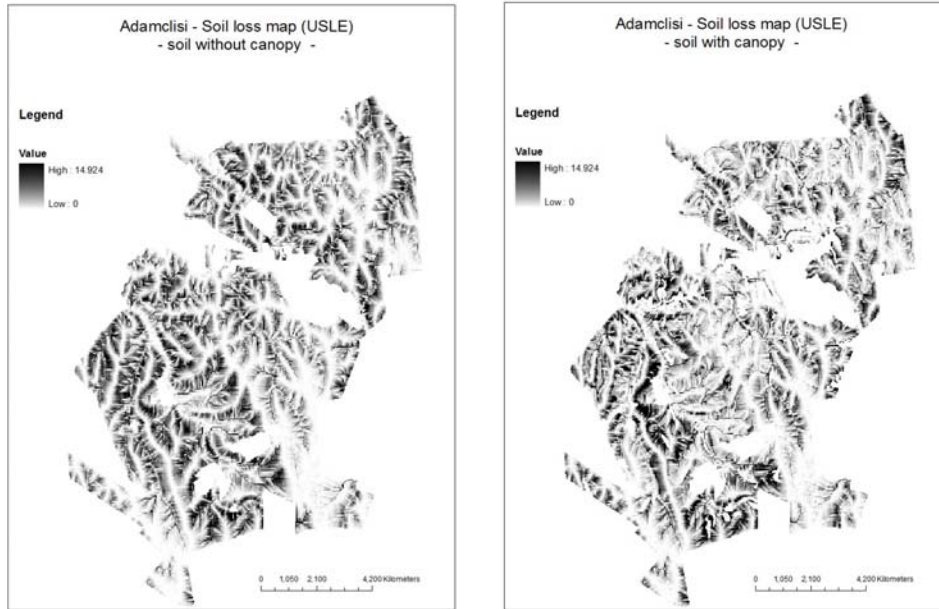 Adamclisi - Soil loss map (USLE)
- soil without canopy -
Legend
Value
High : 14.924
Low : 0
0 1,050 2,100 4,200 Kilometers
Adamclisi - Soil loss map (USLE)
- soil with canopy -
Legend
Value
High : 14.924
Low : 0
0 1,050 2,100 4,200 Kilometers